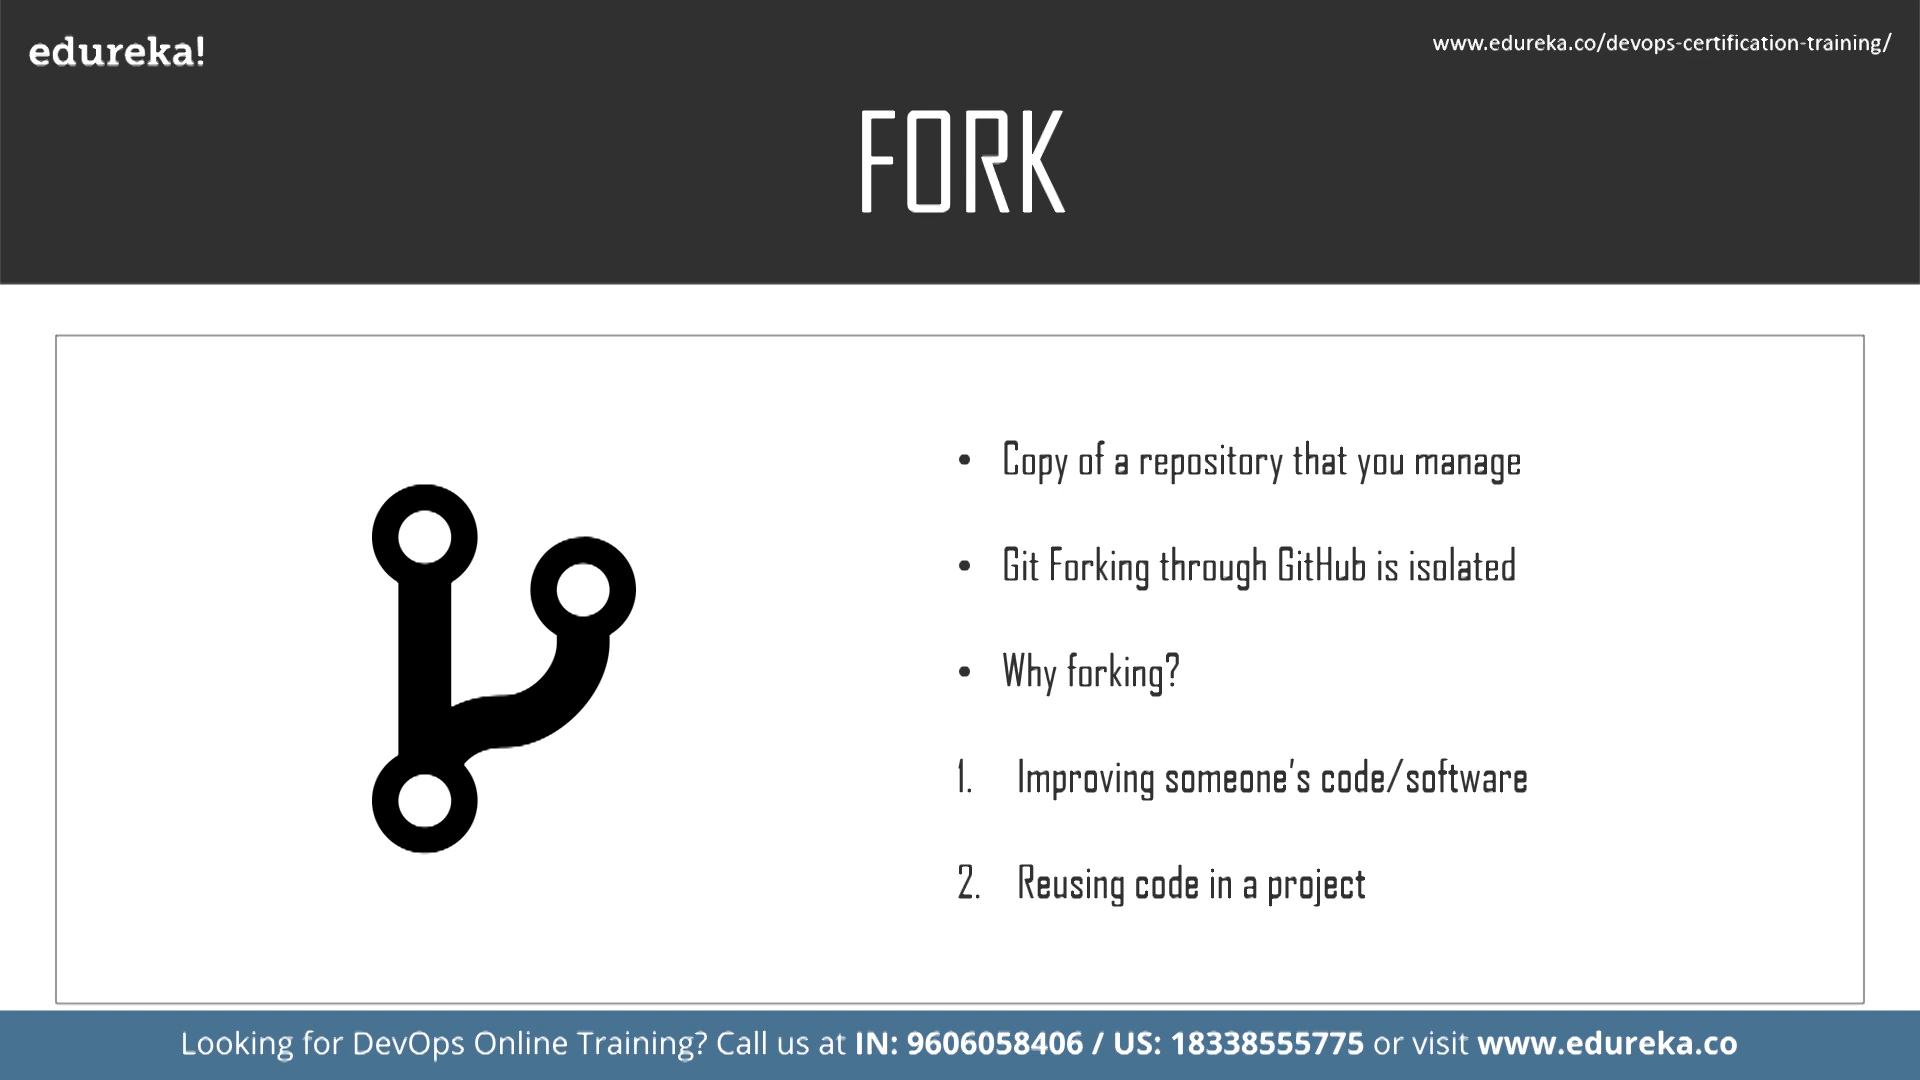 edureka!
www.edureka.co/devops-certification-training/
FORK
• Copy of a repository that you manage
• Git Forking through GitHub is isolated
• Why forking?
1. Improving someone's code/software
2. Reusing code in a project
Looking for DevOps Online Training? Call us at IN: 9606058406 / US: 18338555775 or visit www.edureka.co